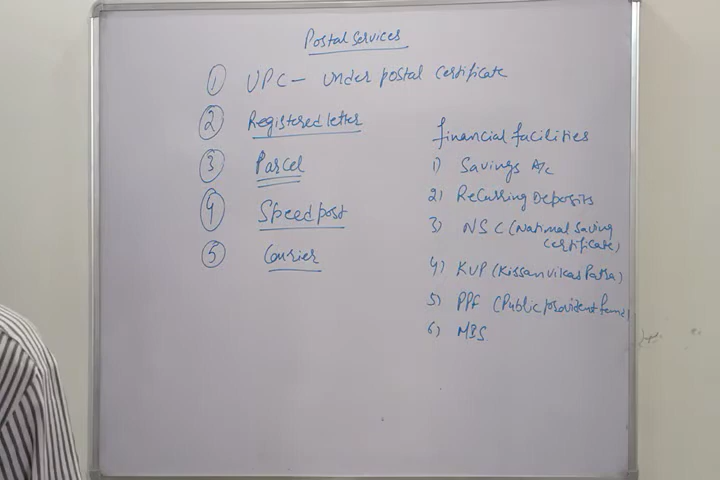 Postal Services
1 UPC - under postal certificate
2 Registered letter
3 Parcel
4 Speed post
5 Courier
financial facilities
1) Savings A/c
2) Recurring Deposits
3) NSC (National Saving
certificate)
4) KVP (Kissan vikas Patra)
5) PPF (Public provident fund)
6) MIS